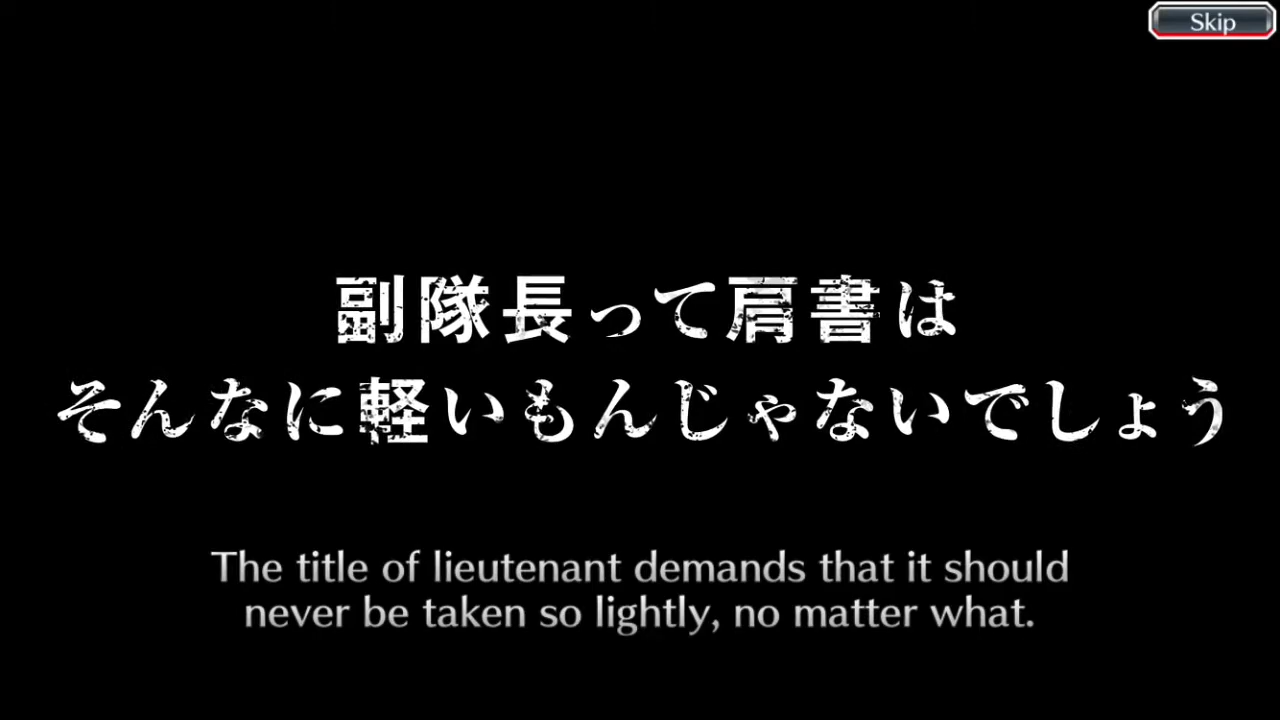 Skip
副隊長って肩書は
そんなに軽いもんじゃないでしょう
The title of lieutenant demands that it should
never be taken so lightly, no matter what.